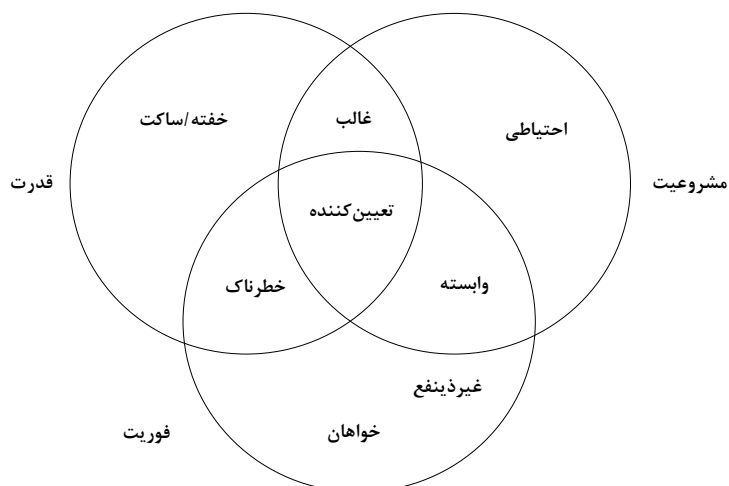 خفته/ساکت
غالب
احتیاطی
قدرت
مشروعیت
تعیین‌کننده
خطرناک
وابسته
غیرذینفع
فوریت
خواهان